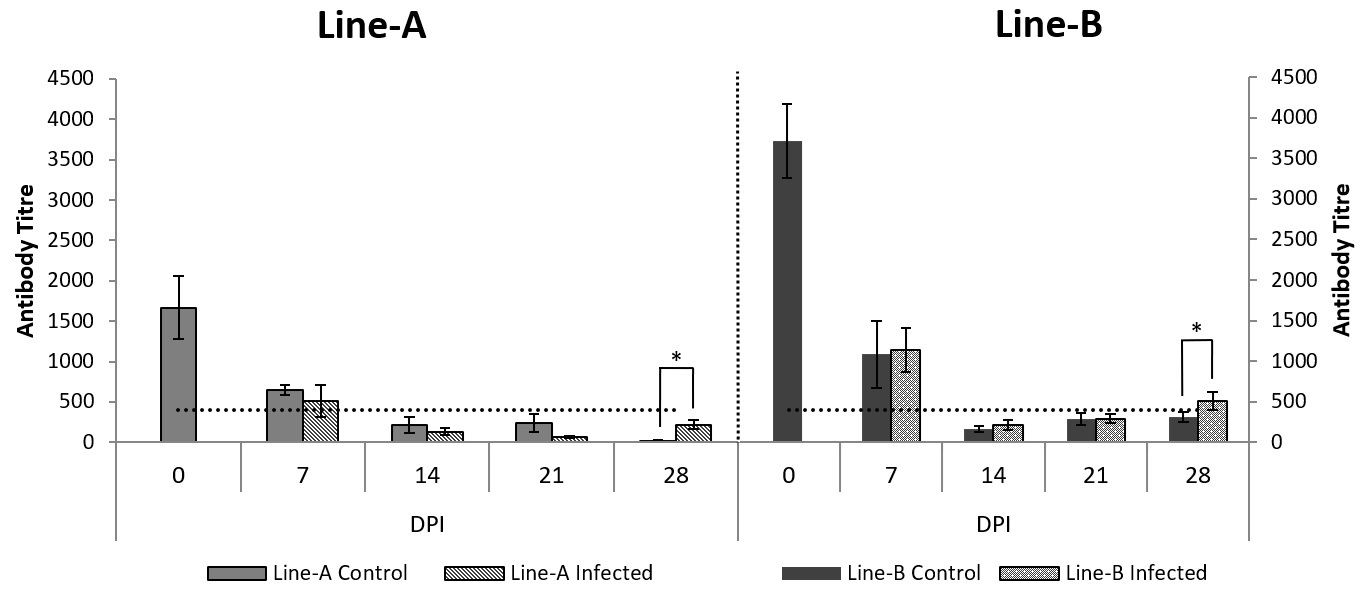 Line-A
Line-B
Antibody Titre
4500
4000
3500
3000
2500
2000
1500
1000
500
0
*
*
4500
4000
3500
3000
2500
2000
1500
1000
500
0
Antibody Titre
0 7 14 21 28
0 7 14 21 28
DPI
DPI
Line-A Control Line-A Infected
Line-B Control Line-B Infected